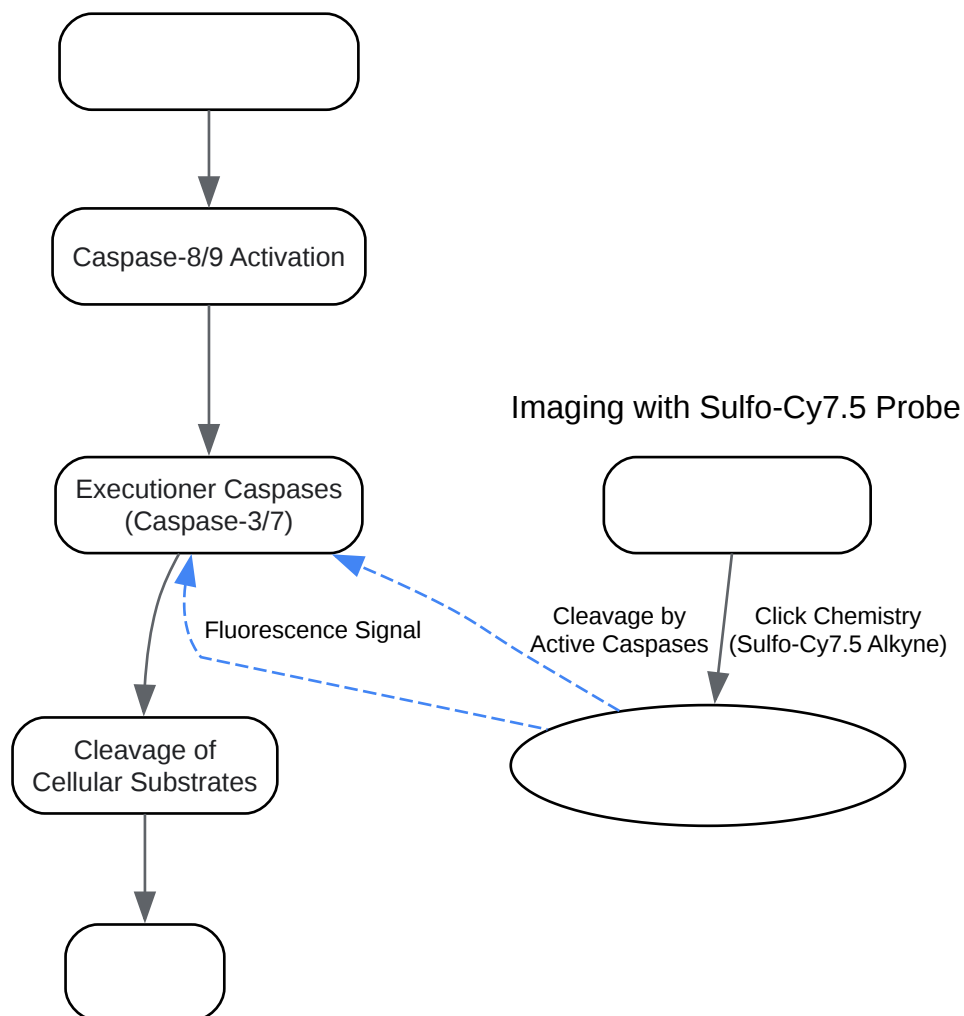 Caspase-8/9 Activation
Imaging with Sulfo-Cy7.5 Probe
Executioner Caspases
(Caspase-3/7)
Fluorescence Signal
Cleavage by
Active Caspases
Click Chemistry
(Sulfo-Cy7.5 Alkyne)
Cleavage of
Cellular Substrates